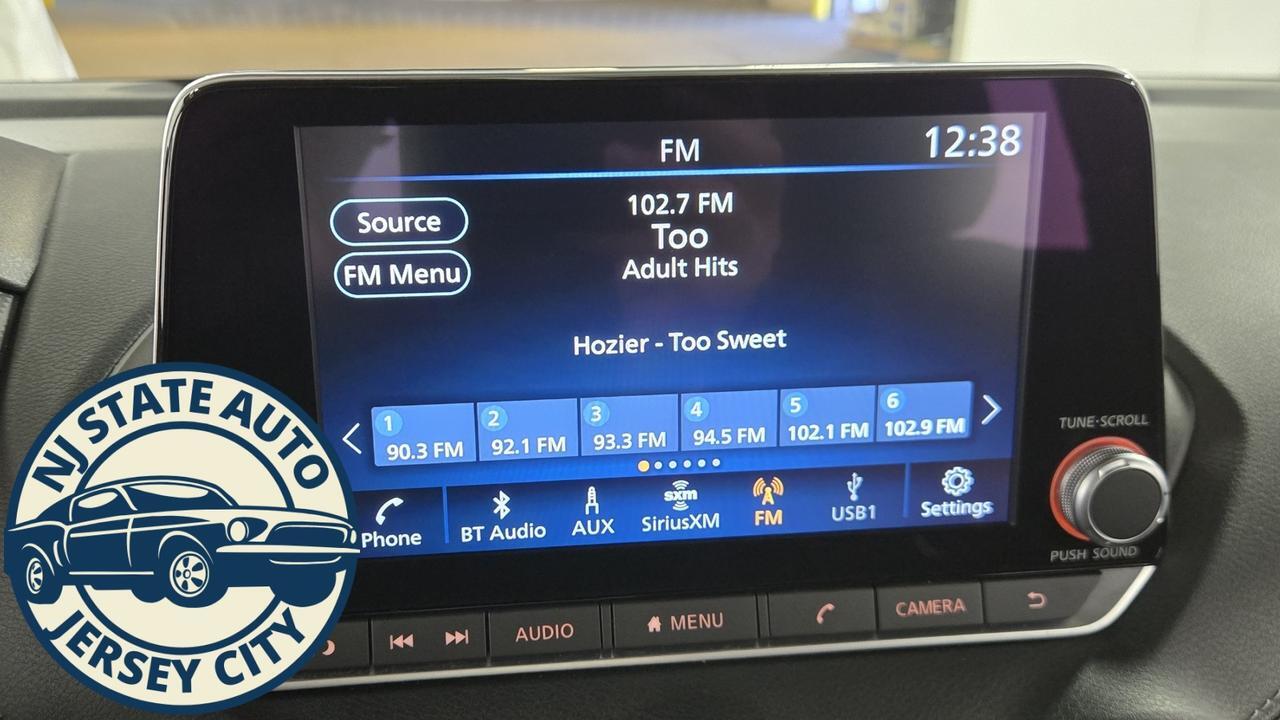 FM
12:38
Source
FM Menu
102.7 FM
Too
Adult Hits
Hozier - Too Sweet
1 90.3 FM
2 92.1 FM
3 93.3 FM
4 94.5 FM
5 102.1 FM
6 102.9 FM
Phone
BT Audio
AUX
sxm
SiriusXM
FM
USB1
Settings
TUNE·SCROLL
PUSH SOUND
AUDIO
MENU
CAMERA
NJ STATE AUTO
JERSEY CITY